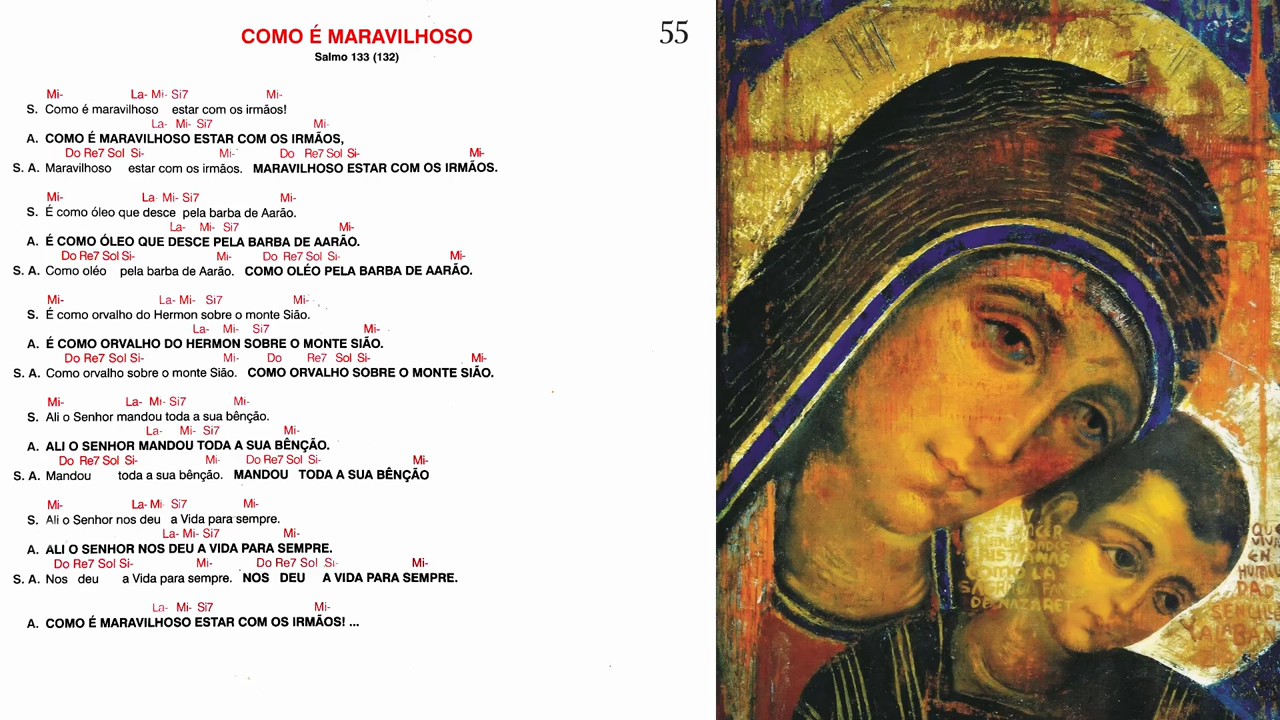 COMO É MARAVILHOSO
55
Salmo 133 (132)
Mi- La- Mi- Si7 Mi-
S. Como é maravilhoso estar com os irmãos!
La- Mi- Si7 Mi-
A. COMO É MARAVILHOSO ESTAR COM OS IRMÃOS,
Do Re7 Sol Si- Mi- Do Re7 Sol Si- Mi-
S. A. Maravilhoso estar com os irmãos. MARAVILHOSO ESTAR COM OS IRMÃOS.
Mi- La- Mi- Si7 Mi-
S. É como óleo que desce pela barba de Aarão.
La- Mi- Si7 Mi-
A. É COMO ÓLEO QUE DESCE PELA BARBA DE AARÃO.
Do Re7 Sol Si- Mi- Do Re7 Sol Si- Mi-
S. A. Como oléo pela barba de Aarão. COMO OLÉO PELA BARBA DE AARÃO.
Mi- La- Mi- Si7 Mi-
S. É como orvalho do Hermon sobre o monte Sião.
La- Mi- Si7 Mi-
A. É COMO ORVALHO DO HERMON SOBRE O MONTE SIÃO.
Do Re7 Sol Si- Mi- Do Re7 Sol Si- Mi-
S. A. Como orvalho sobre o monte Sião. COMO ORVALHO SOBRE O MONTE SIÃO.
Mi- La- Mi- Si7 Mi-
S. Ali o Senhor mandou toda a sua bênção.
La- Mi- Si7 Mi-
A. ALI O SENHOR MANDOU TODA A SUA BÊNÇÃO.
Do Re7 Sol Si- Mi- Do Re7 Sol Si- Mi-
S. A. Mandou toda a sua bênção. MANDOU TODA A SUA BÊNÇÃO
Mi- La- Mi- Si7 Mi-
S. Ali o Senhor nos deu a Vida para sempre.
La- Mi- Si7 Mi-
A. ALI O SENHOR NOS DEU A VIDA PARA SEMPRE.
Do Re7 Sol Si- Mi- Do Re7 Sol Si- Mi-
S. A. Nos deu a Vida para sempre. NOS DEU A VIDA PARA SEMPRE.
La- Mi- Si7 Mi-
A. COMO É MARAVILHOSO ESTAR COM OS IRMÃOS! ...
HAY
COMO
DE NAZARET
EN